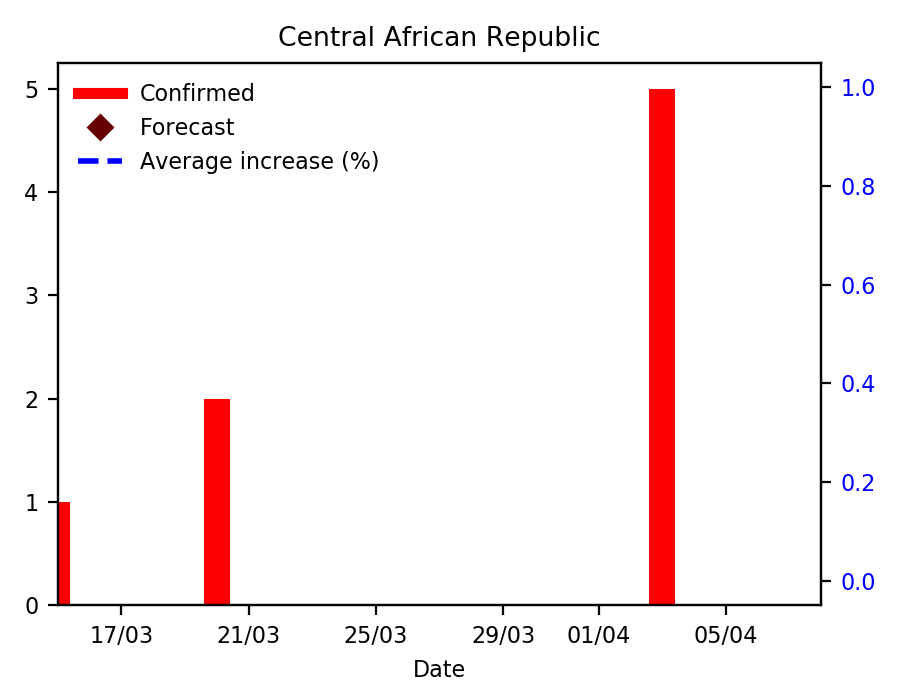 Central African Republic
Confirmed
Forecast
Average increase (%)
5
4
3
2
1
0
1.0
0.8
0.6
0.4
0.2
0.0
17/03 21/03 25/03 29/03 01/04 05/04
Date